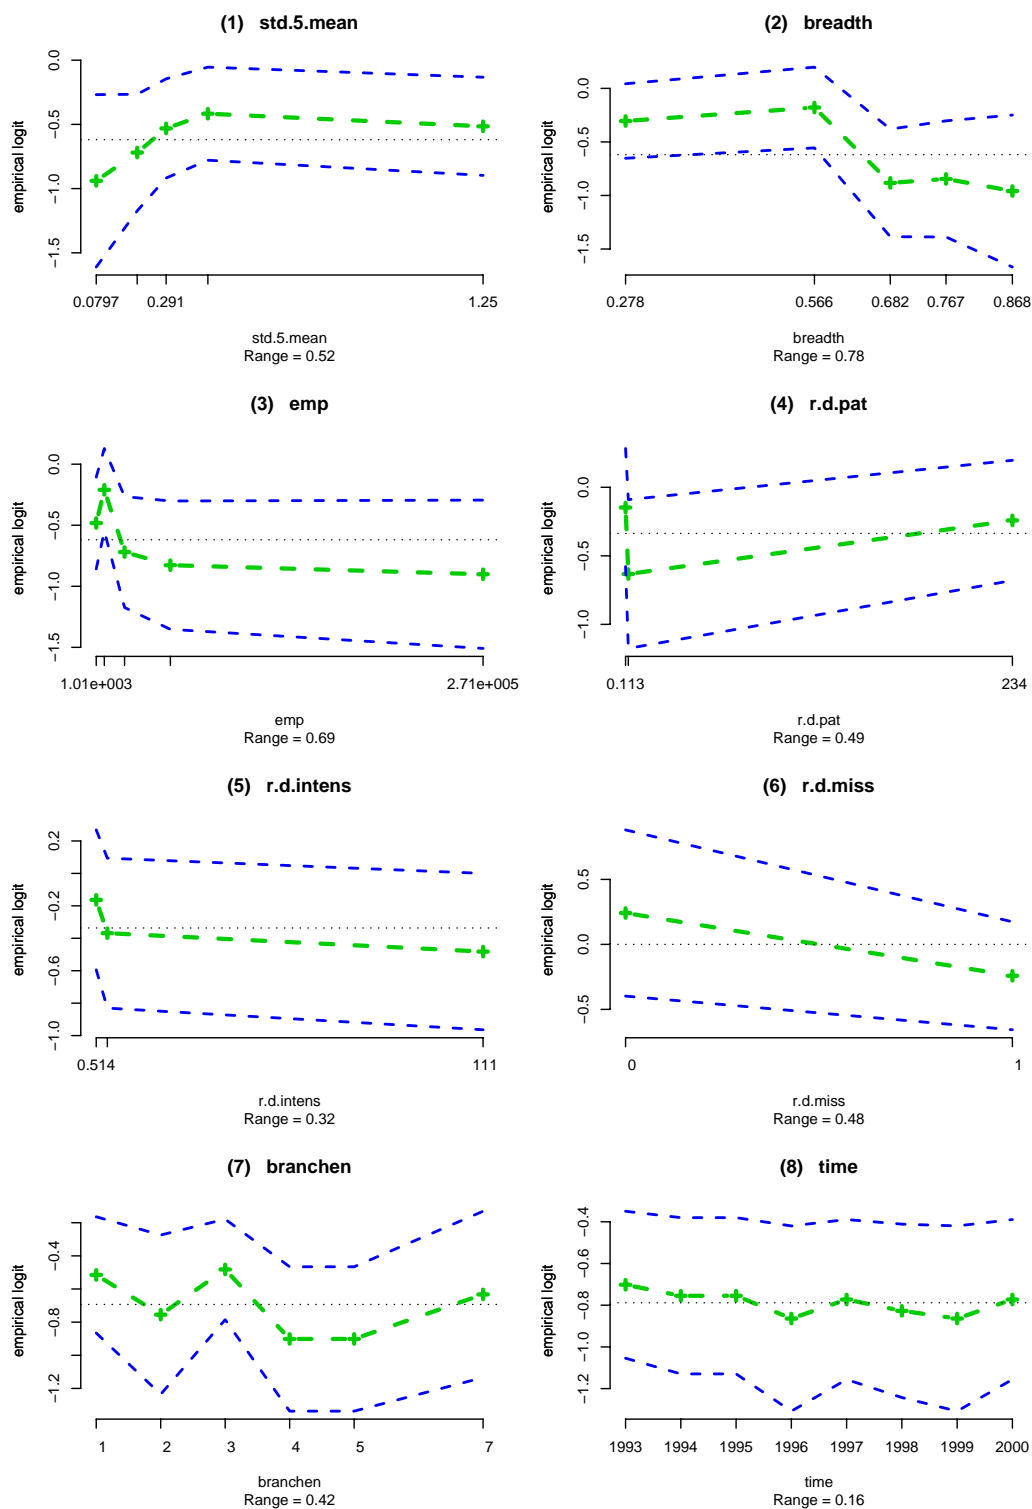 (1) std.5.mean
empirical logit
0.0
−0.5
−1.0
−1.5
0.0797 0.291 1.25
std.5.mean
Range = 0.52
(2) breadth
empirical logit
0.0
−0.5
−1.0
−1.5
0.278 0.566 0.682 0.767 0.868
breadth
Range = 0.78
(3) emp
empirical logit
0.0
−0.5
−1.0
−1.5
1.01e+003 2.71e+005
emp
Range = 0.69
(4) r.d.pat
empirical logit
0.0
−0.5
−1.0
0.113 234
r.d.pat
Range = 0.49
(5) r.d.intens
empirical logit
0.2
−0.2
−0.6
−1.0
0.514 111
r.d.intens
Range = 0.32
(6) r.d.miss
empirical logit
0.5
0.0
−0.5
0 1
r.d.miss
Range = 0.48
(7) branchen
empirical logit
−0.4
−0.8
−1.2
1 2 3 4 5 7
branchen
Range = 0.42
(8) time
empirical logit
−0.4
−0.6
−0.8
−1.0
−1.2
1993 1994 1995 1996 1997 1998 1999 2000
time
Range = 0.16